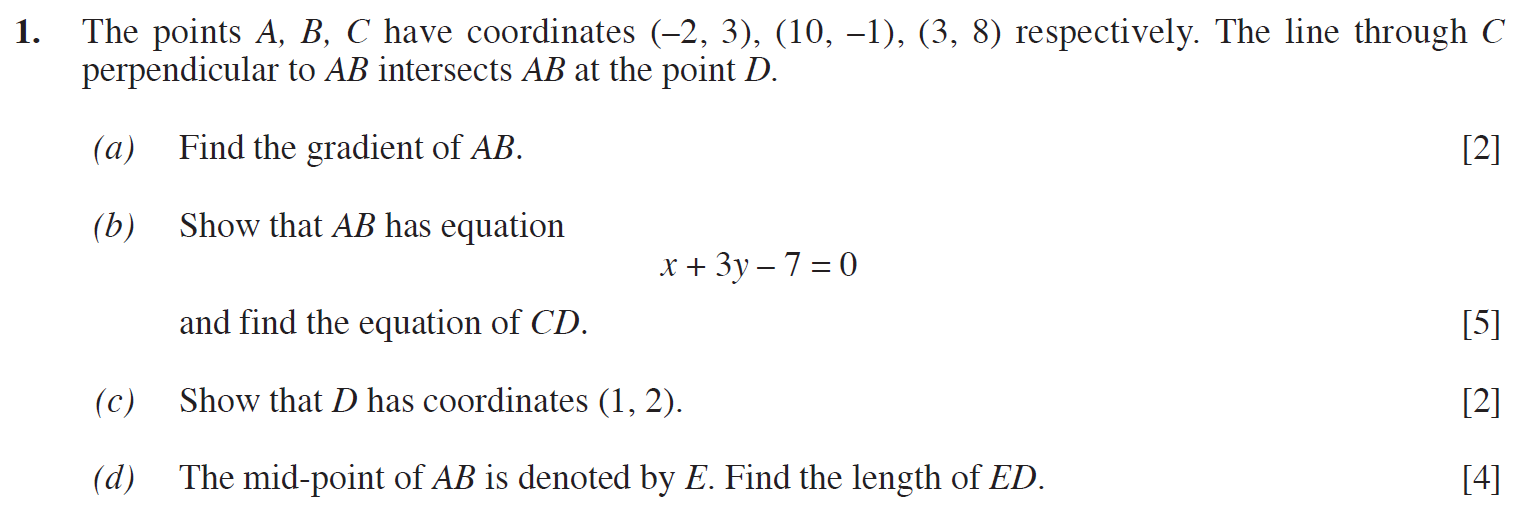 1. The points A, B, C have coordinates (–2, 3), (10, –1), (3, 8) respectively. The line through C
perpendicular to AB intersects AB at the point D.
(a) Find the gradient of AB. [2]
(b) Show that AB has equation
x + 3y – 7 = 0
and find the equation of CD. [5]
(c) Show that D has coordinates (1, 2). [2]
(d) The mid-point of AB is denoted by E. Find the length of ED. [4]